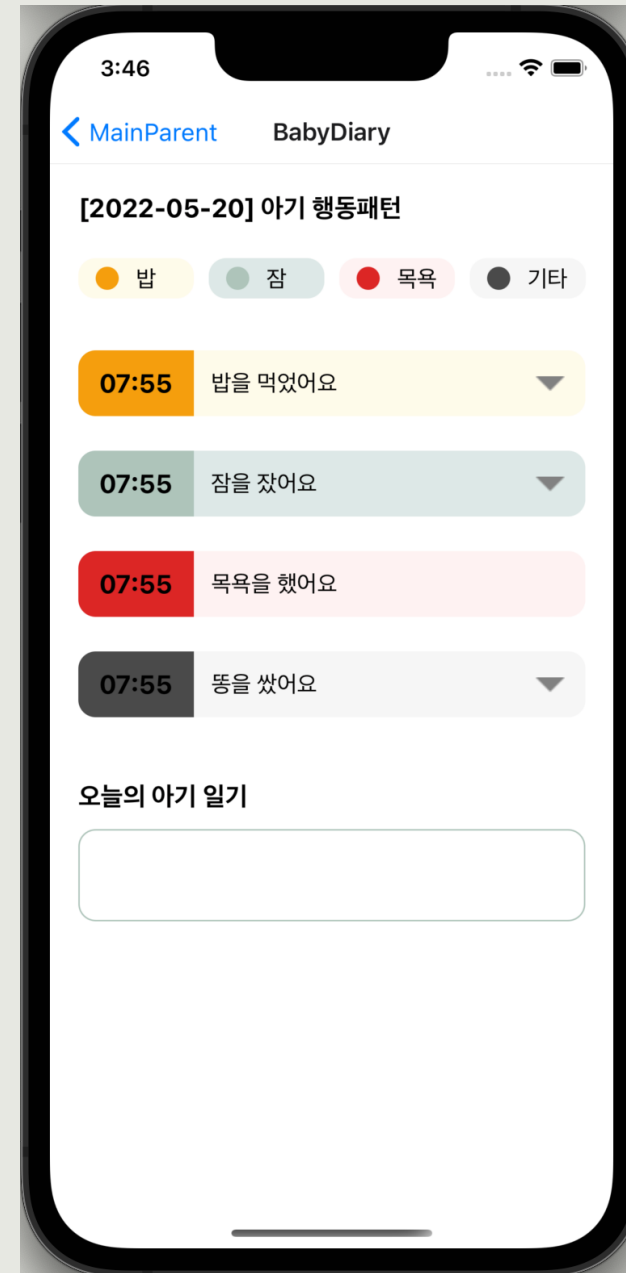 3:46
MainParent BabyDiary
[2022-05-20] 아기 행동패턴
밥 잠 목욕 기타
07:55 밥을 먹었어요
07:55 잠을 잤어요
07:55 목욕을 했어요
07:55 똥을 쌌어요
오늘의 아기 일기